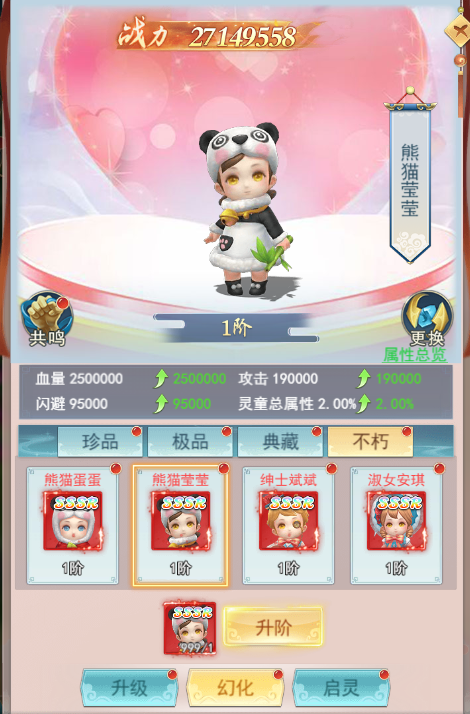 战力 27149558
熊猫莹莹
共鸣
1阶
更换
属性总览
血量 2500000 2500000 攻击 190000 190000
闪避 95000 95000 灵童总属性 2.00% 2.00%
珍品 极品 典藏 不朽
熊猫蛋蛋 熊猫莹莹 绅士斌斌 淑女安琪
SSSR SSSR SSSR SSSR
1阶 1阶 1阶 1阶
SSSR
999/1
升阶
升级 幻化 启灵